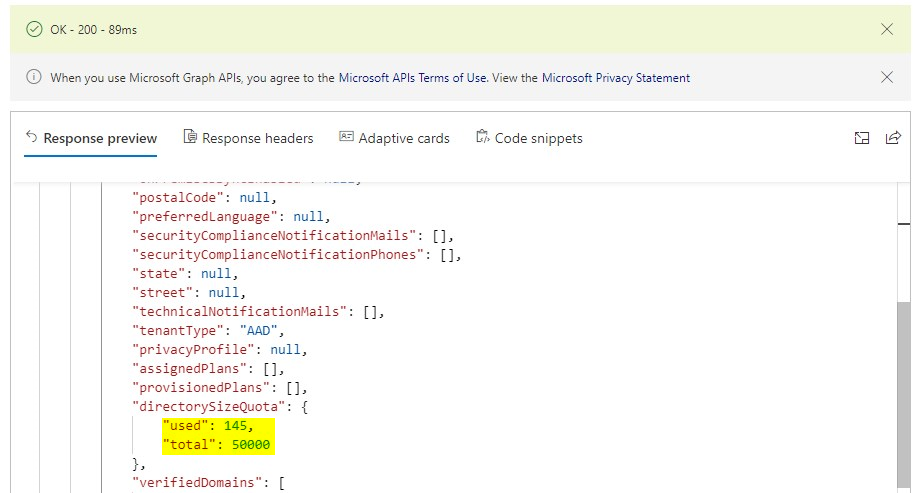 OK - 200 - 89ms
When you use Microsoft Graph APIs, you agree to the Microsoft APIs Terms of Use. View the Microsoft Privacy Statement
Response preview Response headers Adaptive cards Code snippets
"postalCode": null,
"preferredLanguage": null,
"securityComplianceNotificationMails": [],
"securityComplianceNotificationPhones": [],
"state": null,
"street": null,
"technicalNotificationMails": [],
"tenantType": "AAD",
"privacyProfile": null,
"assignedPlans": [],
"provisionedPlans": [],
"directorySizeQuota": {
"used": 145,
"total": 50000
},
"verifiedDomains": [